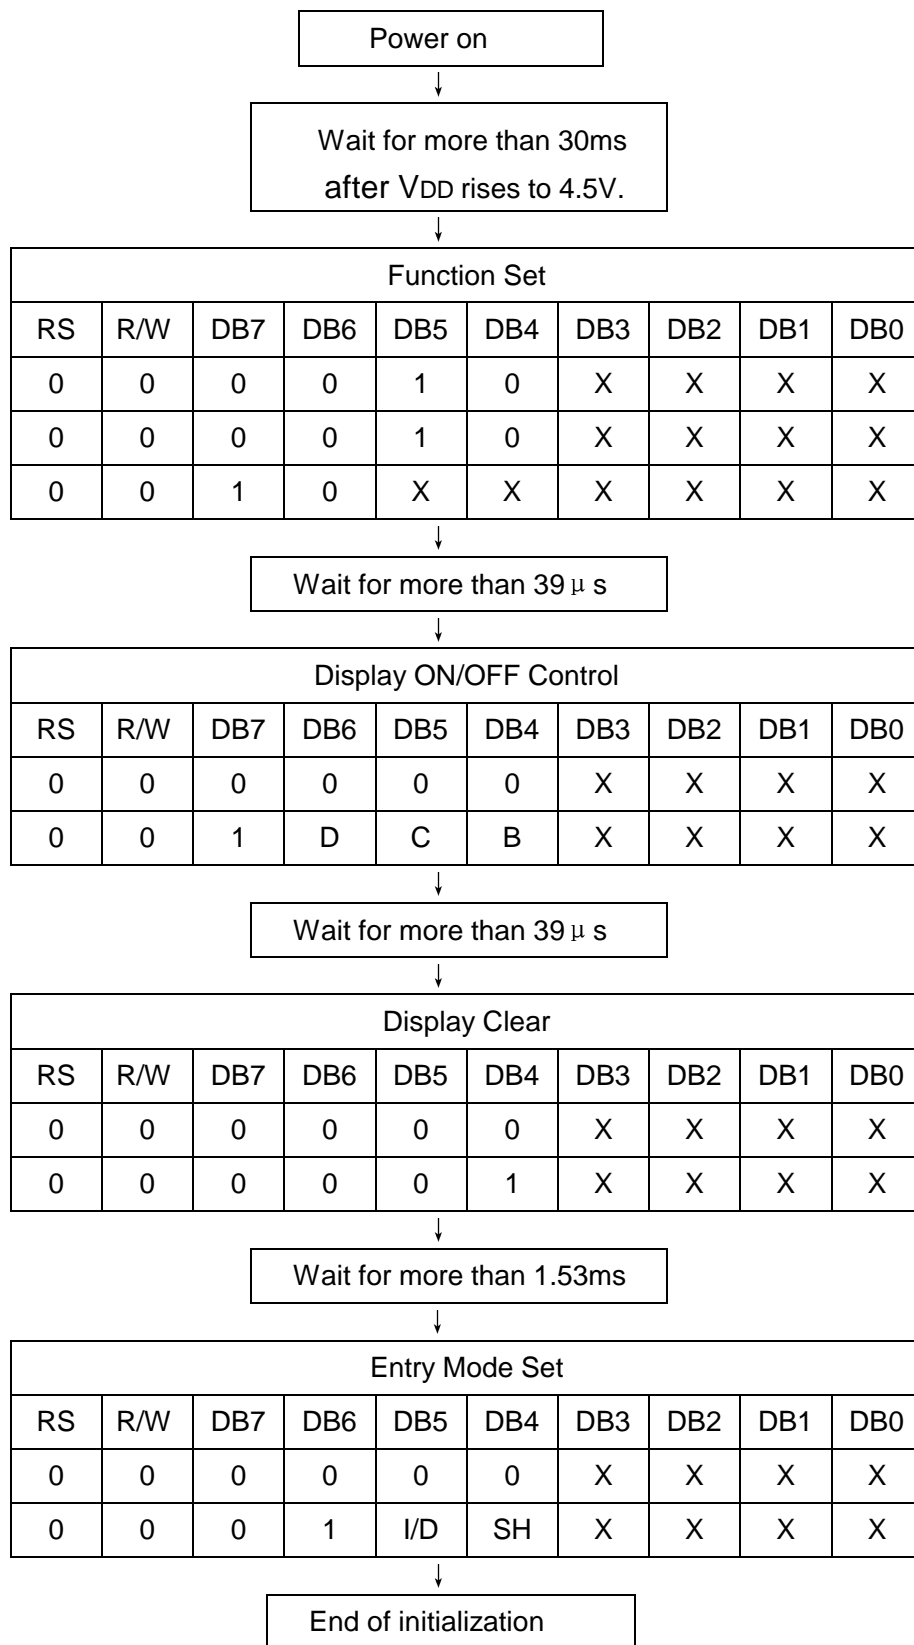 Power on
Wait for more than 30ms
after VDD rises to 4.5V.
Function Set
RS R/W DB7 DB6 DB5 DB4 DB3 DB2 DB1 DB0
0 0 0 0 1 0 X X X X
0 0 0 0 1 0 X X X X
0 0 1 0 X X X X X X
Wait for more than 39μs
Display ON/OFF Control
RS R/W DB7 DB6 DB5 DB4 DB3 DB2 DB1 DB0
0 0 0 0 0 0 X X X X
0 0 1 D C B X X X X
Wait for more than 39μs
Display Clear
RS R/W DB7 DB6 DB5 DB4 DB3 DB2 DB1 DB0
0 0 0 0 0 0 X X X X
0 0 0 0 0 1 X X X X
Wait for more than 1.53ms
Entry Mode Set
RS R/W DB7 DB6 DB5 DB4 DB3 DB2 DB1 DB0
0 0 0 0 0 0 X X X X
0 0 0 1 I/D SH X X X X
End of initialization